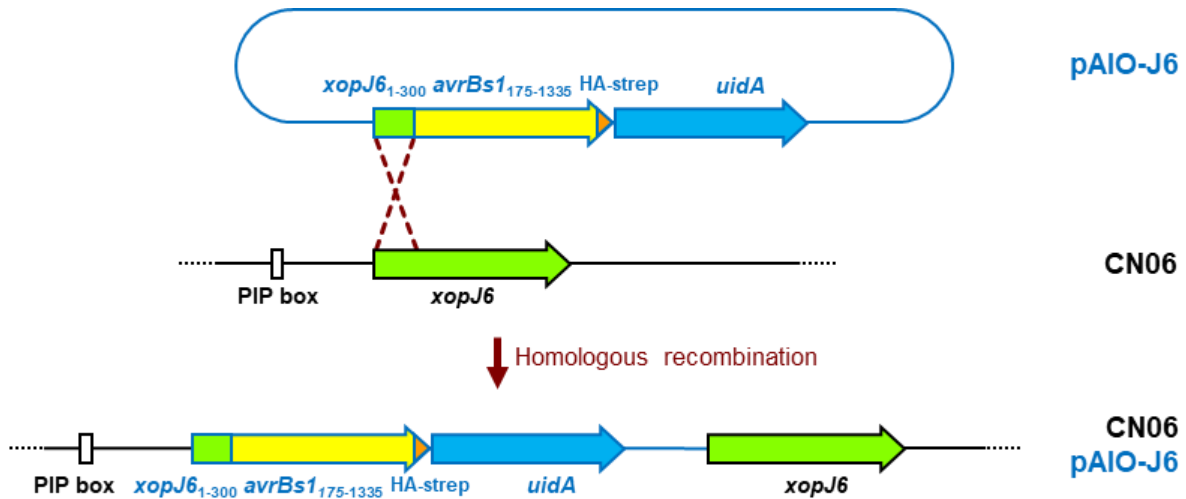 pAIO-J6
xopJ61-300 avrBs1175-1335 HA-strep uidA
CN06
PIP box xopJ6
Homologous recombination
CN06
pAIO-J6
PIP box xopJ61-300 avrBs1175-1335 HA-strep uidA xopJ6